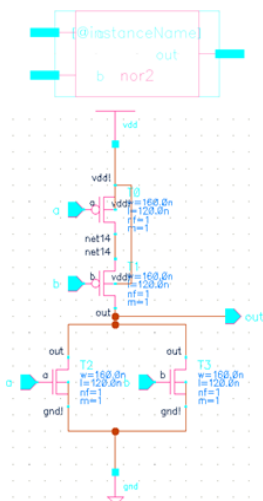 [@instanceName]
a
out
b
nor2
vdd
vdd!
T0
a
a
vdd!
w=160.0n
l=120.0n
nf=1
m=1
net14
net14
T1
b
b
vdd!
w=160.0n
l=120.0n
nf=1
m=1
out
out
out
out
T2
T3
a
a
w=160.0n
l=120.0n
nf=1
m=1
b
b
w=160.0n
l=120.0n
nf=1
m=1
gnd!
gnd!
gnd